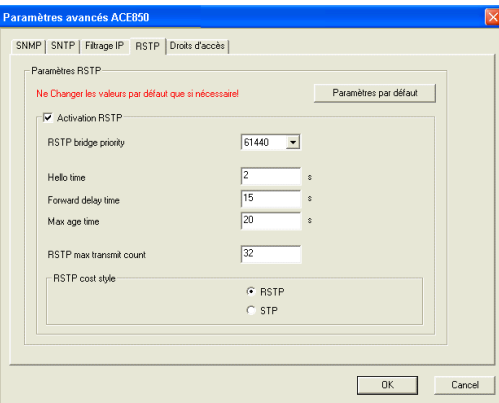 Paramètres avancés ACE850
SNMP SNTP Filtrage IP RSTP Droits d'accès
Paramètres RSTP
Ne Changer les valeurs par défaut que si nécessaire! Paramètres par défaut
Activation RSTP
RSTP bridge priority 61440
Hello time 2 s
Forward delay time 15 s
Max age time 20 s
RSTP max transmit count 32
RSTP cost style
RSTP
STP
OK Cancel